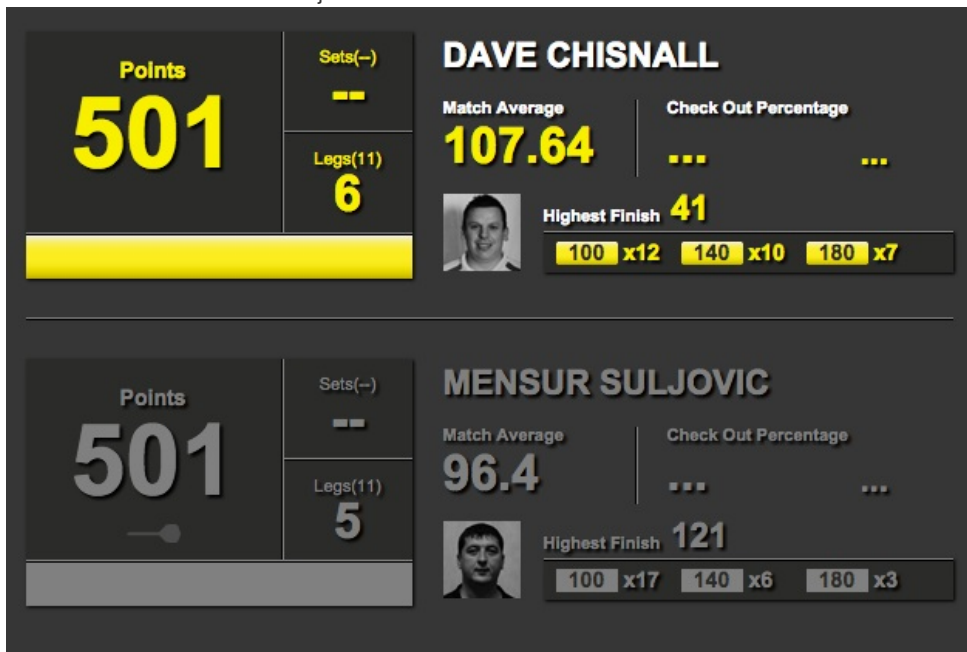 DAVE CHISNALL
Points
501
Sets(--)
--
Legs(11)
6
Match Average
107.64
Check Out Percentage
... ...
Highest Finish 41
100 x12 140 x10 180 x7
MENSUR SULJOVIC
Points
501
Sets(--)
--
Legs(11)
5
Match Average
96.4
Check Out Percentage
... ...
Highest Finish 121
100 x17 140 x6 180 x3